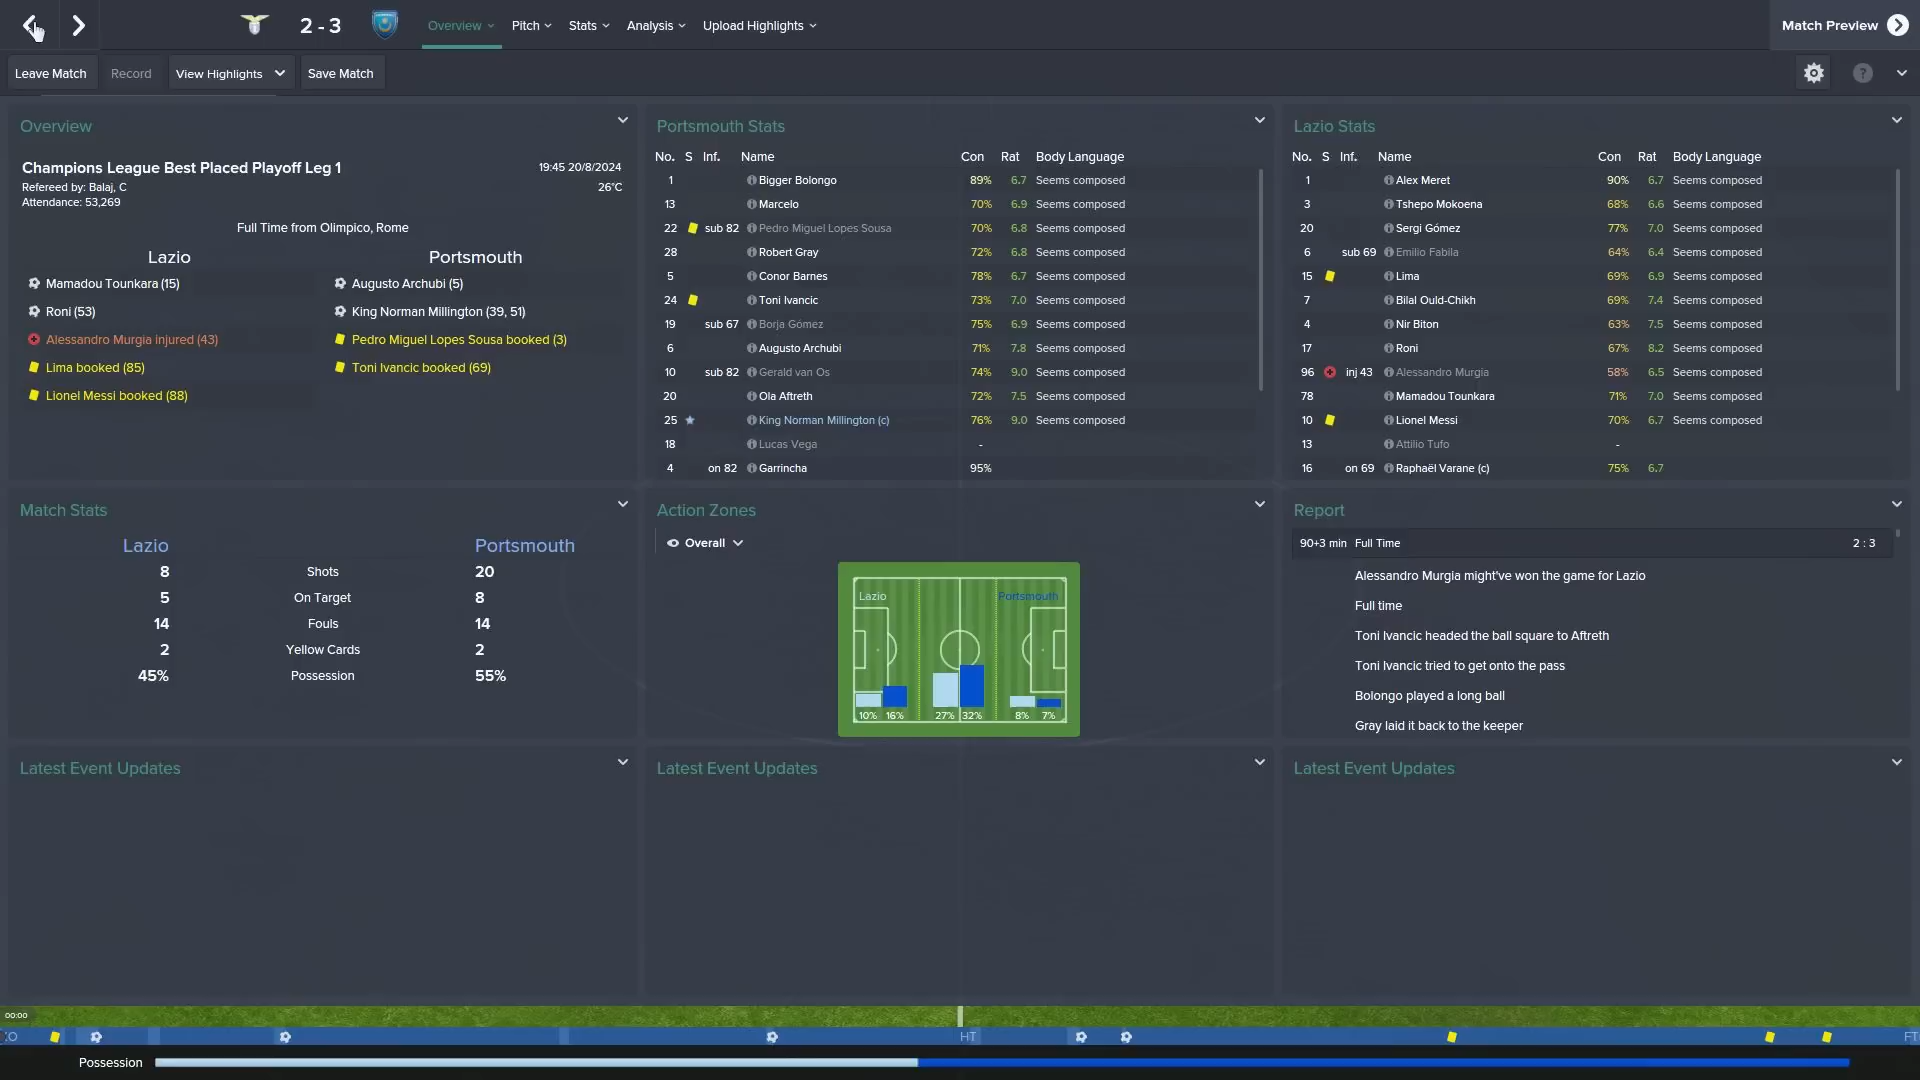 2 - 3
Overview
Pitch
Stats
Analysis
Upload Highlights
Match Preview
Leave Match
Record
View Highlights
Save Match
?
Overview
Champions League Best Placed Playoff Leg 1
19:45 20/8/2024
Refereed by: Balaj, C
26°C
Attendance: 53,269
Full Time from Olimpico, Rome
Lazio Portsmouth
Mamadou Tounkara (15) Augusto Archubi (5)
Roni (53) King Norman Millington (39, 51)
Alessandro Murgia injured (43) Pedro Miguel Lopes Sousa booked (3)
Lima booked (85) Toni Ivancic booked (69)
Lionel Messi booked (88)
Portsmouth Stats
No. S Inf. Name Con Rat Body Language
1 Bigger Bolongo 89% 6.7 Seems composed
13 Marcelo 70% 6.9 Seems composed
22 sub 82 Pedro Miguel Lopes Sousa 70% 6.8 Seems composed
28 Robert Gray 72% 6.8 Seems composed
5 Conor Barnes 78% 6.7 Seems composed
24 Toni Ivancic 73% 7.0 Seems composed
19 sub 67 Borja Gómez 75% 6.9 Seems composed
6 Augusto Archubi 71% 7.8 Seems composed
10 sub 82 Gerald van Os 74% 9.0 Seems composed
20 Ola Aftreth 72% 7.5 Seems composed
25 King Norman Millington (c) 76% 9.0 Seems composed
18 Lucas Vega -
4 on 82 Garrincha 95%
Lazio Stats
No. S Inf. Name Con Rat Body Language
1 Alex Meret 90% 6.7 Seems composed
3 Tshepo Mokoena 68% 6.6 Seems composed
20 Sergi Gómez 77% 7.0 Seems composed
6 sub 69 Emilio Fabila 64% 6.4 Seems composed
15 Lima 69% 6.9 Seems composed
7 Bilal Ould-Chikh 69% 7.4 Seems composed
4 Nir Biton 63% 7.5 Seems composed
17 Roni 67% 8.2 Seems composed
96 inj 43 Alessandro Murgia 58% 6.5 Seems composed
78 Mamadou Tounkara 71% 7.0 Seems composed
10 Lionel Messi 70% 6.7 Seems composed
13 Attilio Tufo -
16 on 69 Raphaël Varane (c) 75% 6.7
Match Stats
Lazio Portsmouth
8 Shots 20
5 On Target 8
14 Fouls 14
2 Yellow Cards 2
45% Possession 55%
Action Zones
Overall
Lazio Portsmouth
10% 16% 27% 32% 8% 7%
Report
90+3 min Full Time 2 : 3
Alessandro Murgia might've won the game for Lazio
Full time
Toni Ivancic headed the ball square to Aftreth
Toni Ivancic tried to get onto the pass
Bolongo played a long ball
Gray laid it back to the keeper
Latest Event Updates
Latest Event Updates
Latest Event Updates
00:00
HT
FT
Possession